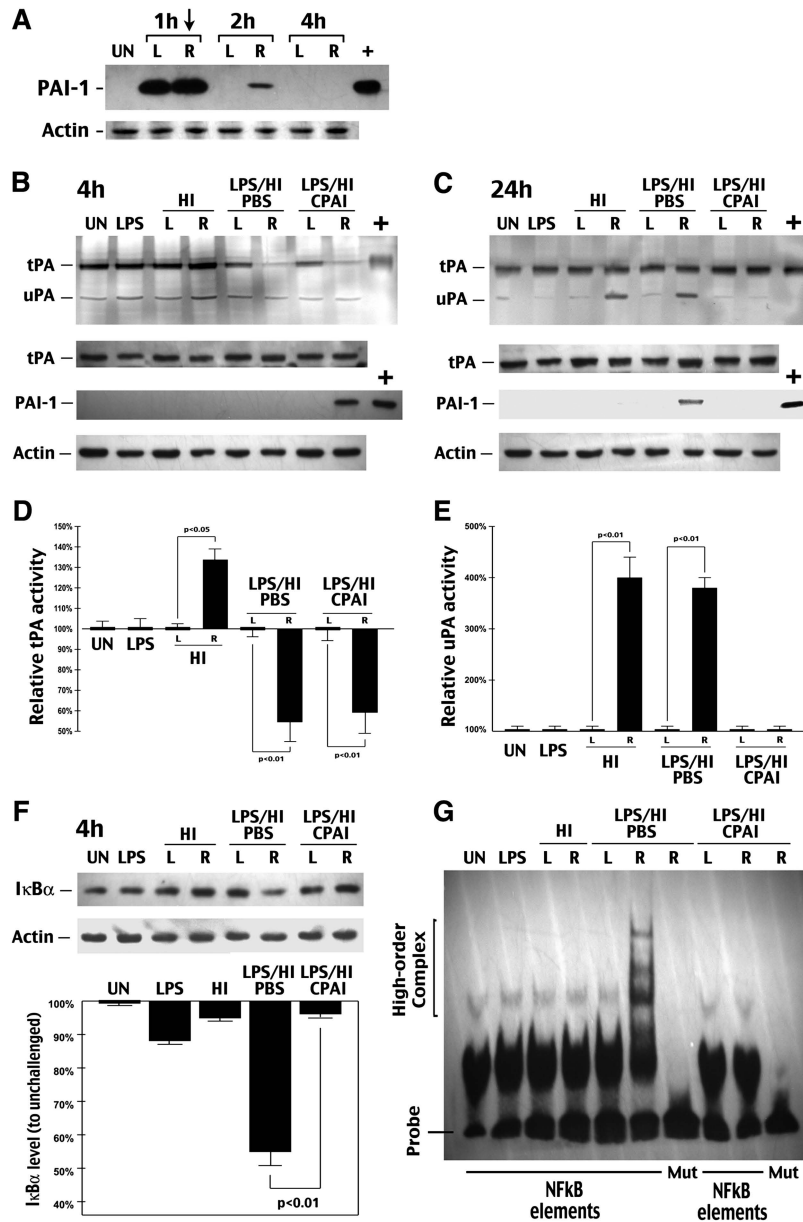 A
1h 2h 4h
UN L R L R L R +
PAI-1
Actin
B
4h
HI LPS/HI PBS LPS/HI CPAI
UN LPS L R L R L R +
tPA
uPA
tPA
+
PAI-1
Actin
C
24h
HI LPS/HI PBS LPS/HI CPAI
UN LPS L R L R L R +
tPA
uPA
tPA
+
PAI-1
Actin
D
Relative tPA activity
150%
140%
130%
120%
110%
100%
90%
80%
70%
60%
50%
p<0.05
LPS/HI PBS
LPS/HI CPAI
L R L R
UN LPS L R
HI
p<0.01
p<0.01
E
Relative uPA activity
500%
400%
300%
200%
100%
p<0.01
p<0.01
L R L R L R
UN LPS HI LPS/HI PBS LPS/HI CPAI
F
4h
HI LPS/HI PBS LPS/HI CPAI
UN LPS L R L R L R
IκBα
Actin
UN LPS HI LPS/HI PBS LPS/HI CPAI
IκBα level (to unchallenged)
100%
90%
80%
70%
60%
50%
40%
p<0.01
G
HI LPS/HI PBS LPS/HI CPAI
UN LPS L R L R R L R R
High-order Complex
Probe
NFkB elements
Mut
NFkB elements
Mut